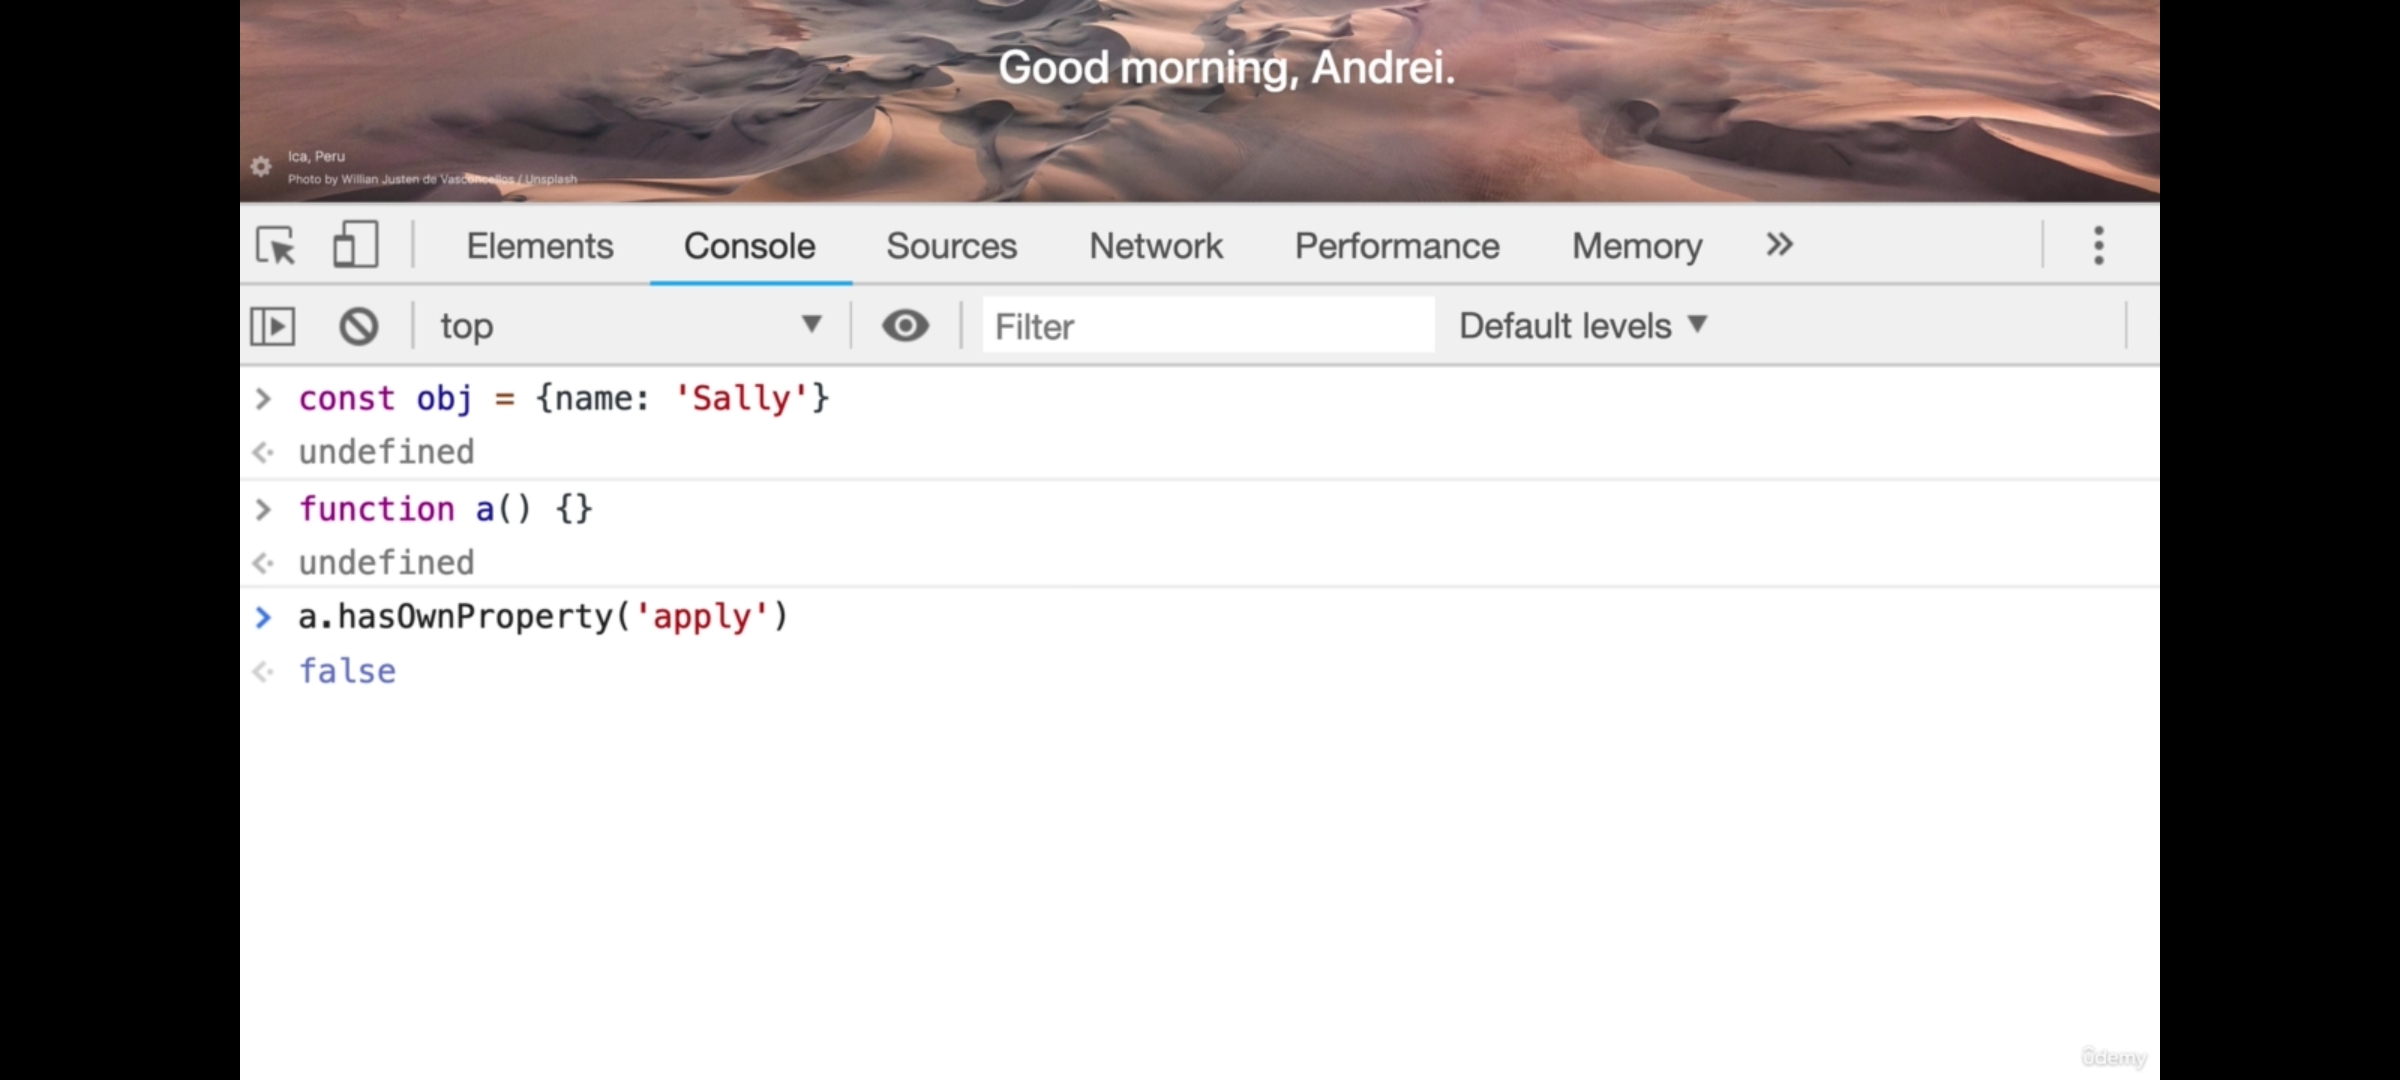 Good morning, Andrei.
Ica, Peru
Photo by Willian Justen de Vasconcellos / Unsplash
Elements Console Sources Network Performance Memory »
top ▼ Filter Default levels ▼
> const obj = {name: 'Sally'}
undefined
> function a() {}
undefined
> a.hasOwnProperty('apply')
false
ûdemy